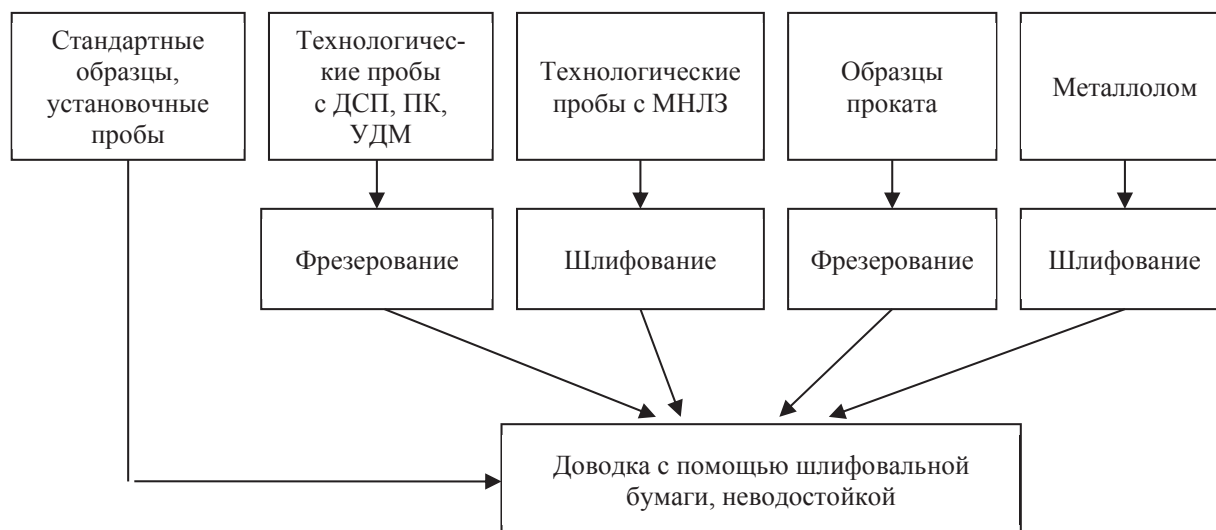 Стандартные
образцы,
установочные
пробы
Технологичес-
кие пробы
с ДСП, ПК,
УДМ
Технологические
пробы с МНЛЗ
Образцы
проката
Металлолом
Фрезерование
Шлифование
Фрезерование
Шлифование
Доводка с помощью шлифовальной
бумаги, неводостойкой